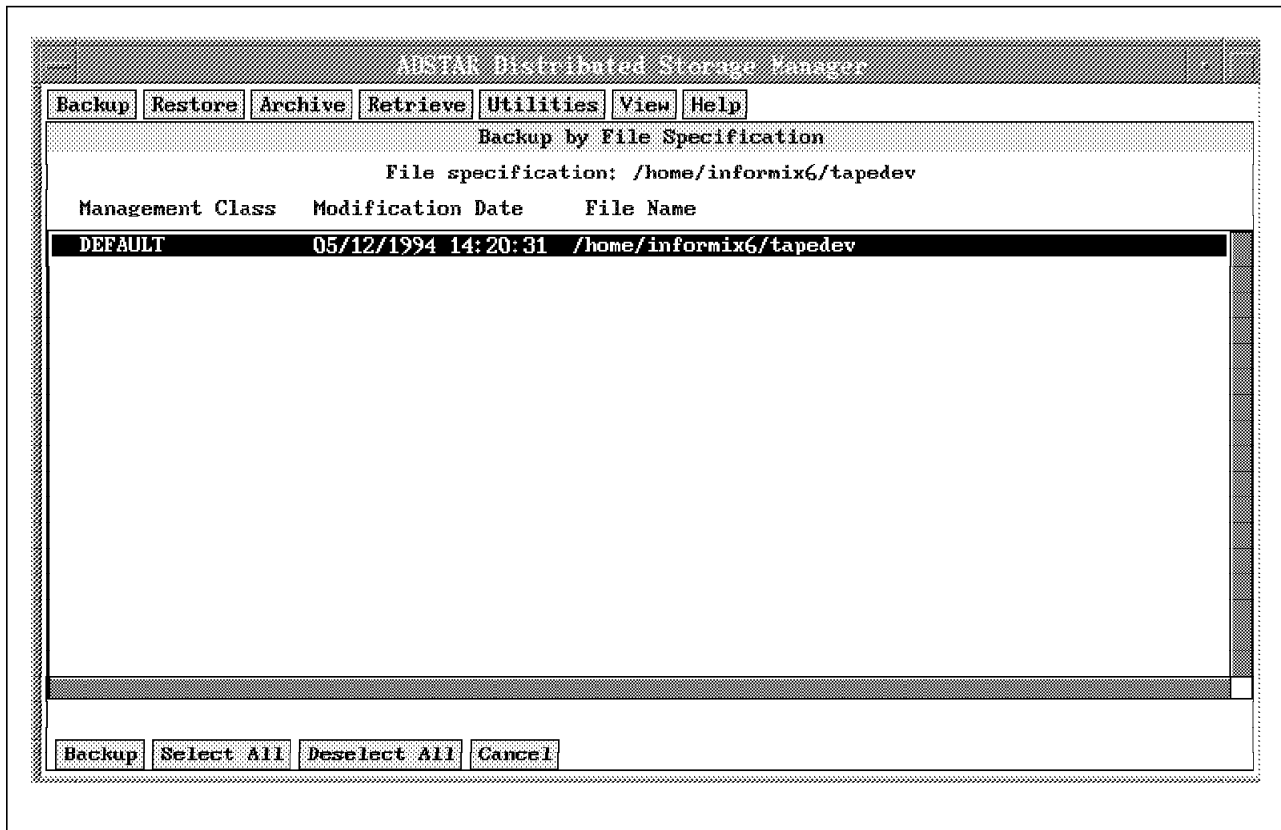 ADSTAR Distributed Storage Manager
Backup Restore Archive Retrieve Utilities View Help
Backup by File Specification
File specification: /home/informix6/tapedev
Management Class Modification Date File Name
DEFAULT 05/12/1994 14:20:31 /home/informix6/tapedev
Backup Select All Deselect All Cancel